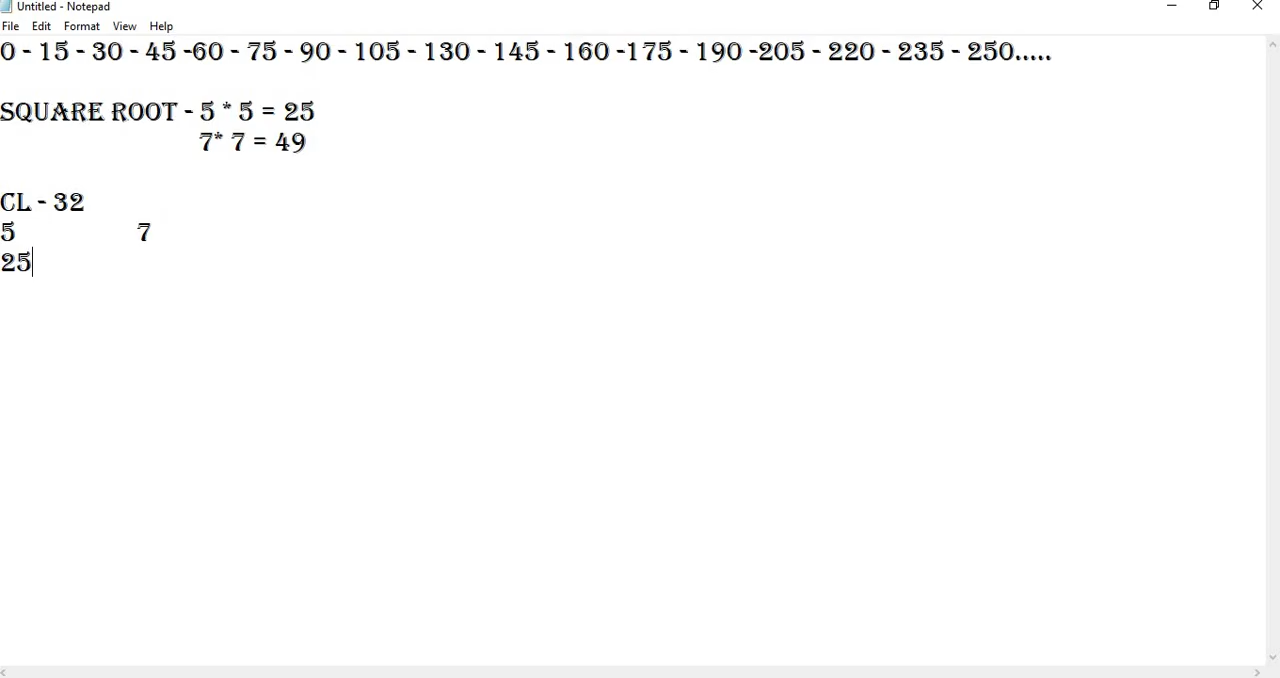 Untitled - Notepad
File Edit Format View Help
0 - 15 - 30 - 45 -60 - 75 - 90 - 105 - 130 - 145 - 160 -175 - 190 -205 - 220 - 235 - 250.....
SQUARE ROOT - 5 * 5 = 25
7* 7 = 49
CL - 32
5 7
25